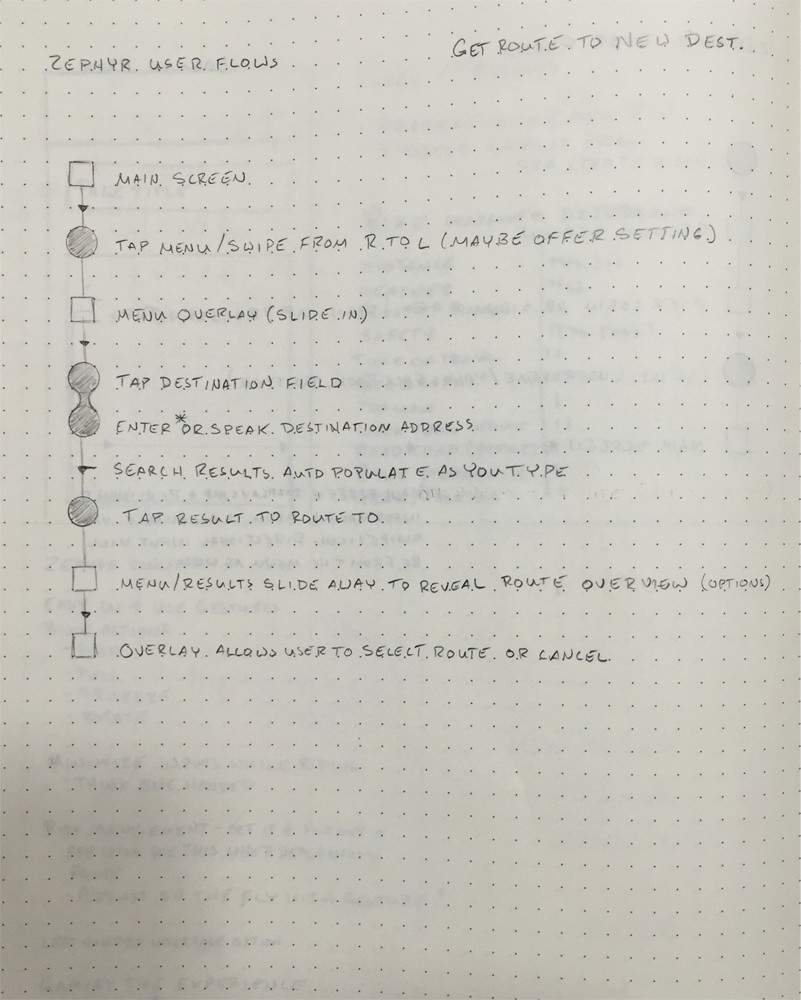 ZEPHYR USER FLOWS
GET ROUTE TO NEW DEST.
MAIN SCREEN
TAP MENU/SWIPE FROM R TO L (MAYBE OFFER SETTING)
MENU OVERLAY (SLIDE IN)
TAP DESTINATION FIELD
ENTER* OR SPEAK DESTINATION ADDRESS
SEARCH RESULTS AUTO POPULATE AS YOU TYPE
TAP RESULT TO ROUTE TO
MENU/RESULTS SLIDE AWAY TO REVEAL ROUTE OVERVIEW (OPTIONS)
OVERLAY ALLOWS USER TO SELECT ROUTE OR CANCEL